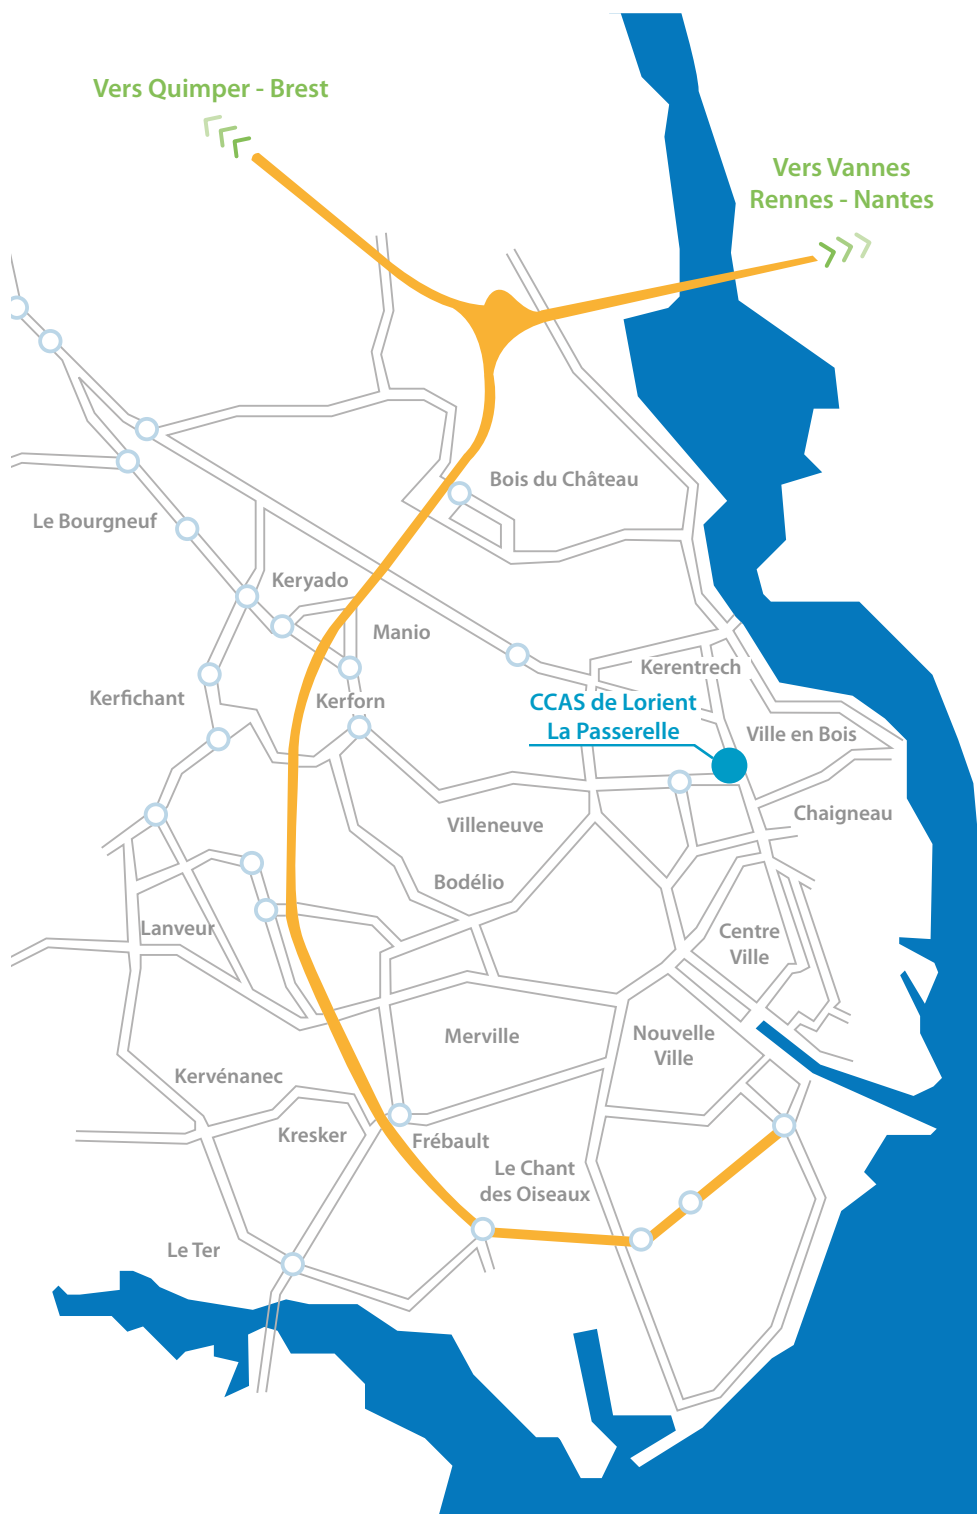 Vers Quimper - Brest
Vers Vannes
Rennes - Nantes
Bois du Château
Le Bourgneuf
Keryado
Manio
Kerentrech
Kerfichant
Kerforn
CCAS de Lorient
La Passerelle
Ville en Bois
Chaigneau
Villeneuve
Bodélio
Lanveur
Centre
Ville
Merville
Nouvelle
Ville
Kervénanec
Kresker
Frébault
Le Chant
des Oiseaux
Le Ter